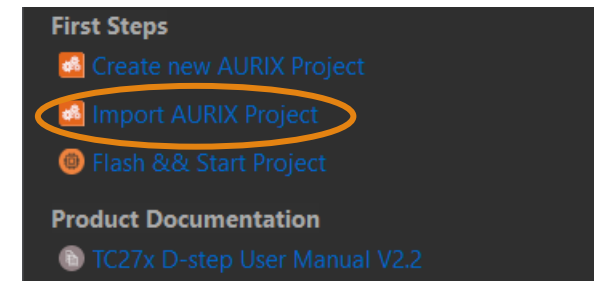 First Steps
Create new AURIX Project
Import AURIX Project
Flash && Start Project
Product Documentation
TC27x D-step User Manual V2.2